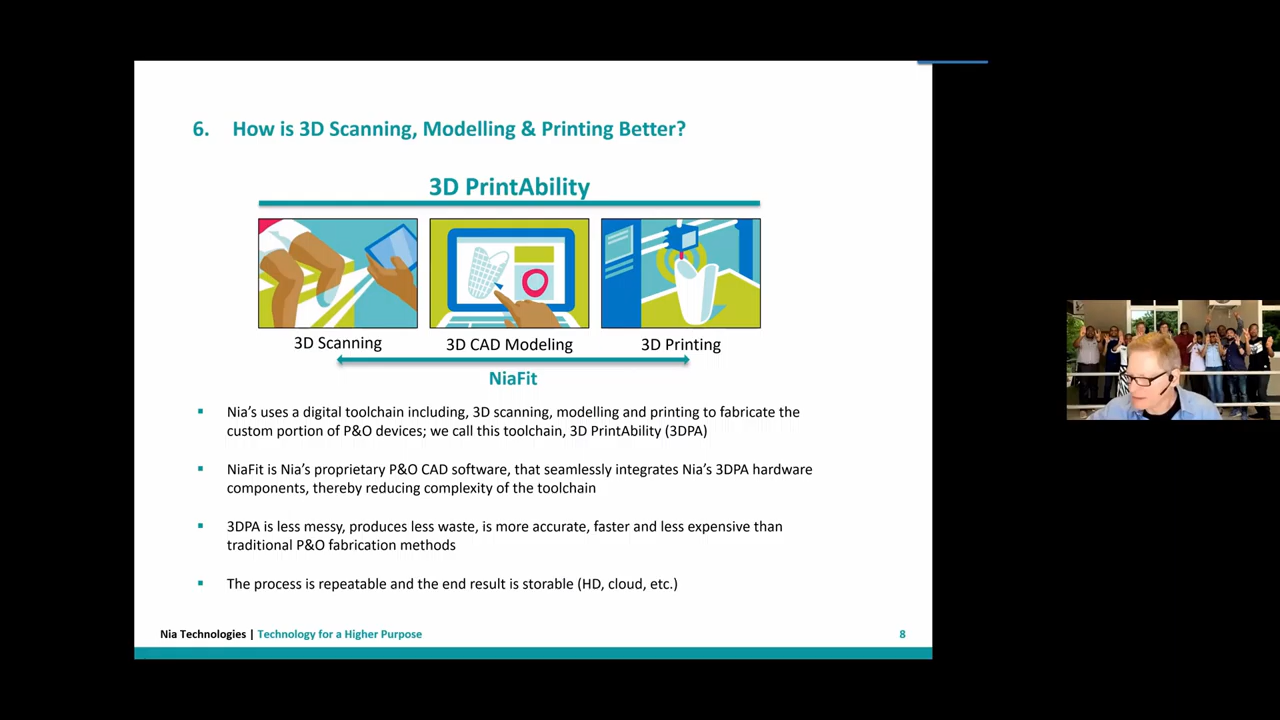 6. How is 3D Scanning, Modelling & Printing Better?
3D PrintAbility
3D Scanning
3D CAD Modeling
3D Printing
NiaFit
▪ Nia's uses a digital toolchain including, 3D scanning, modelling and printing to fabricate the
custom portion of P&O devices; we call this toolchain, 3D PrintAbility (3DPA)
▪ NiaFit is Nia's proprietary P&O CAD software, that seamlessly integrates Nia's 3DPA hardware
components, thereby reducing complexity of the toolchain
▪ 3DPA is less messy, produces less waste, is more accurate, faster and less expensive than
traditional P&O fabrication methods
▪ The process is repeatable and the end result is storable (HD, cloud, etc.)
Nia Technologies | Technology for a Higher Purpose
8